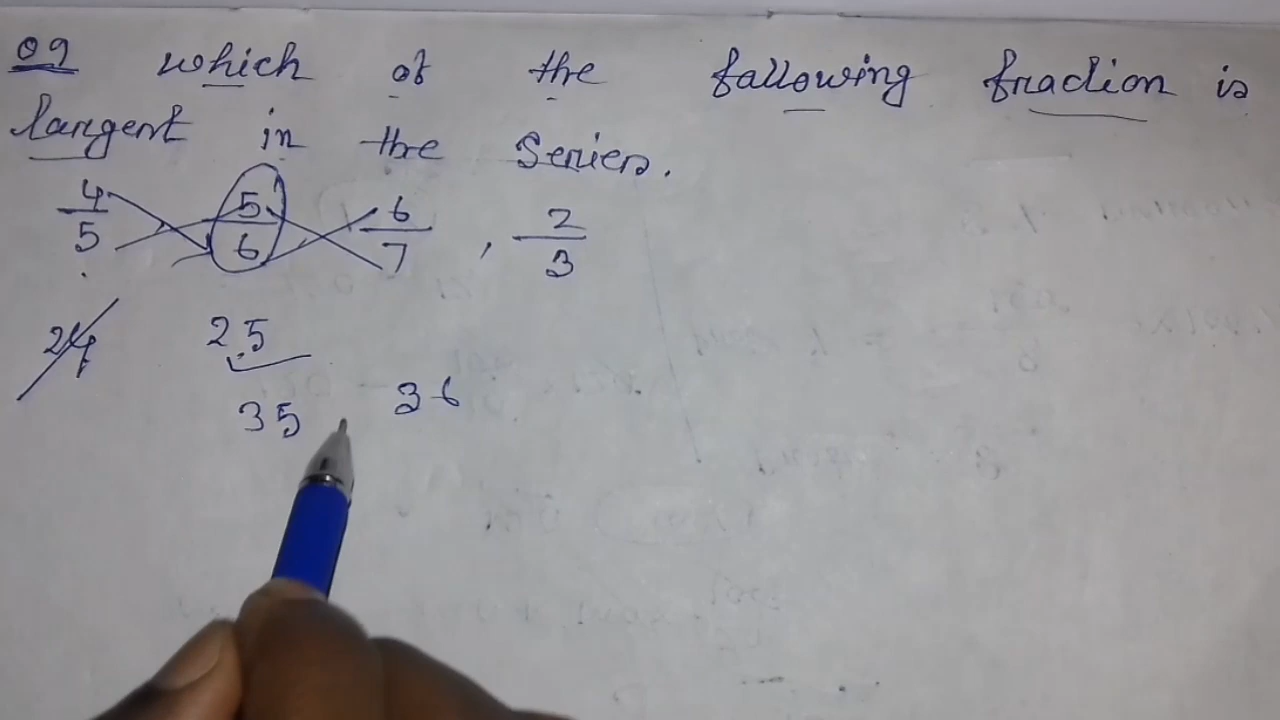 Q9 which of the fallowing fraction is
largest in the Series.
4/5 5/6 6/7 , 2/3
24 25
35 36